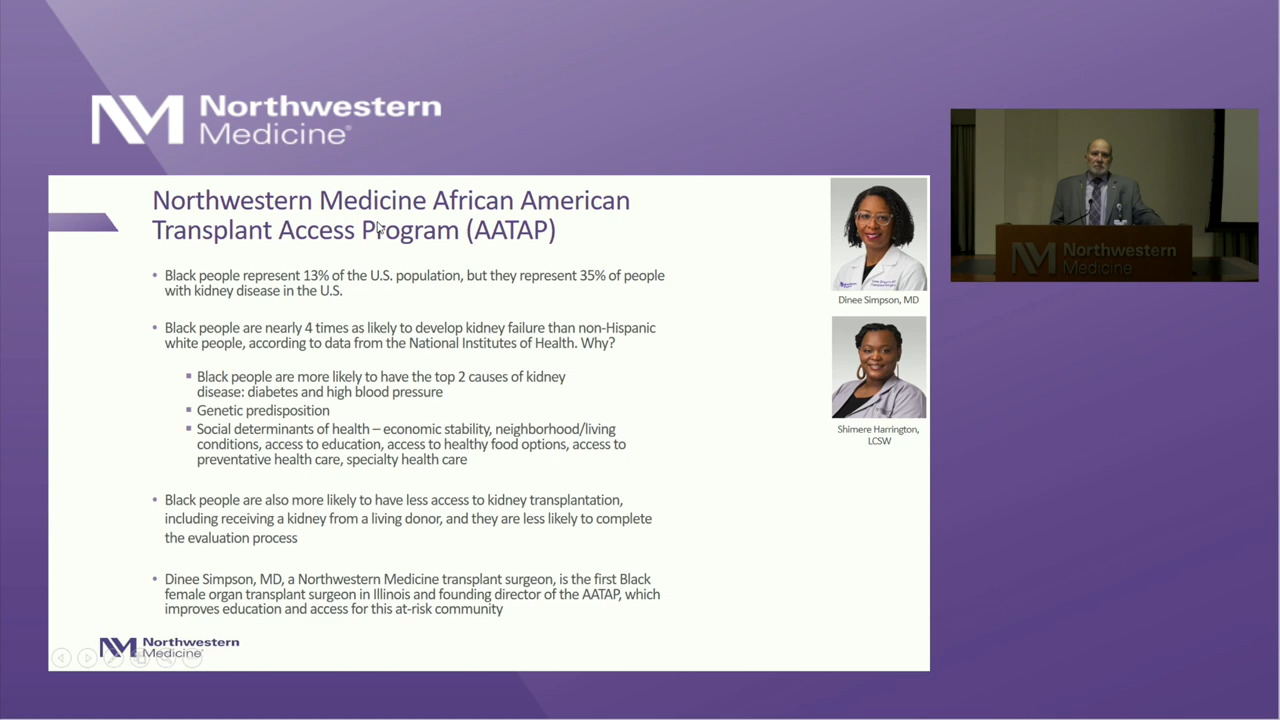 Northwestern
Medicine®
Northwestern Medicine African American
Transplant Access Program (AATAP)
• Black people represent 13% of the U.S. population, but they represent 35% of people
with kidney disease in the U.S.
• Black people are nearly 4 times as likely to develop kidney failure than non-Hispanic
white people, according to data from the National Institutes of Health. Why?
▪ Black people are more likely to have the top 2 causes of kidney
disease: diabetes and high blood pressure
▪ Genetic predisposition
▪ Social determinants of health – economic stability, neighborhood/living
conditions, access to education, access to healthy food options, access to
preventative health care, specialty health care
• Black people are also more likely to have less access to kidney transplantation,
including receiving a kidney from a living donor, and they are less likely to complete
the evaluation process
• Dinee Simpson, MD, a Northwestern Medicine transplant surgeon, is the first Black
female organ transplant surgeon in Illinois and founding director of the AATAP, which
improves education and access for this at-risk community
Northwestern
Medicine®
Dinee Simpson, MD
Shimere Harrington,
LCSW
Northwestern
Medicine